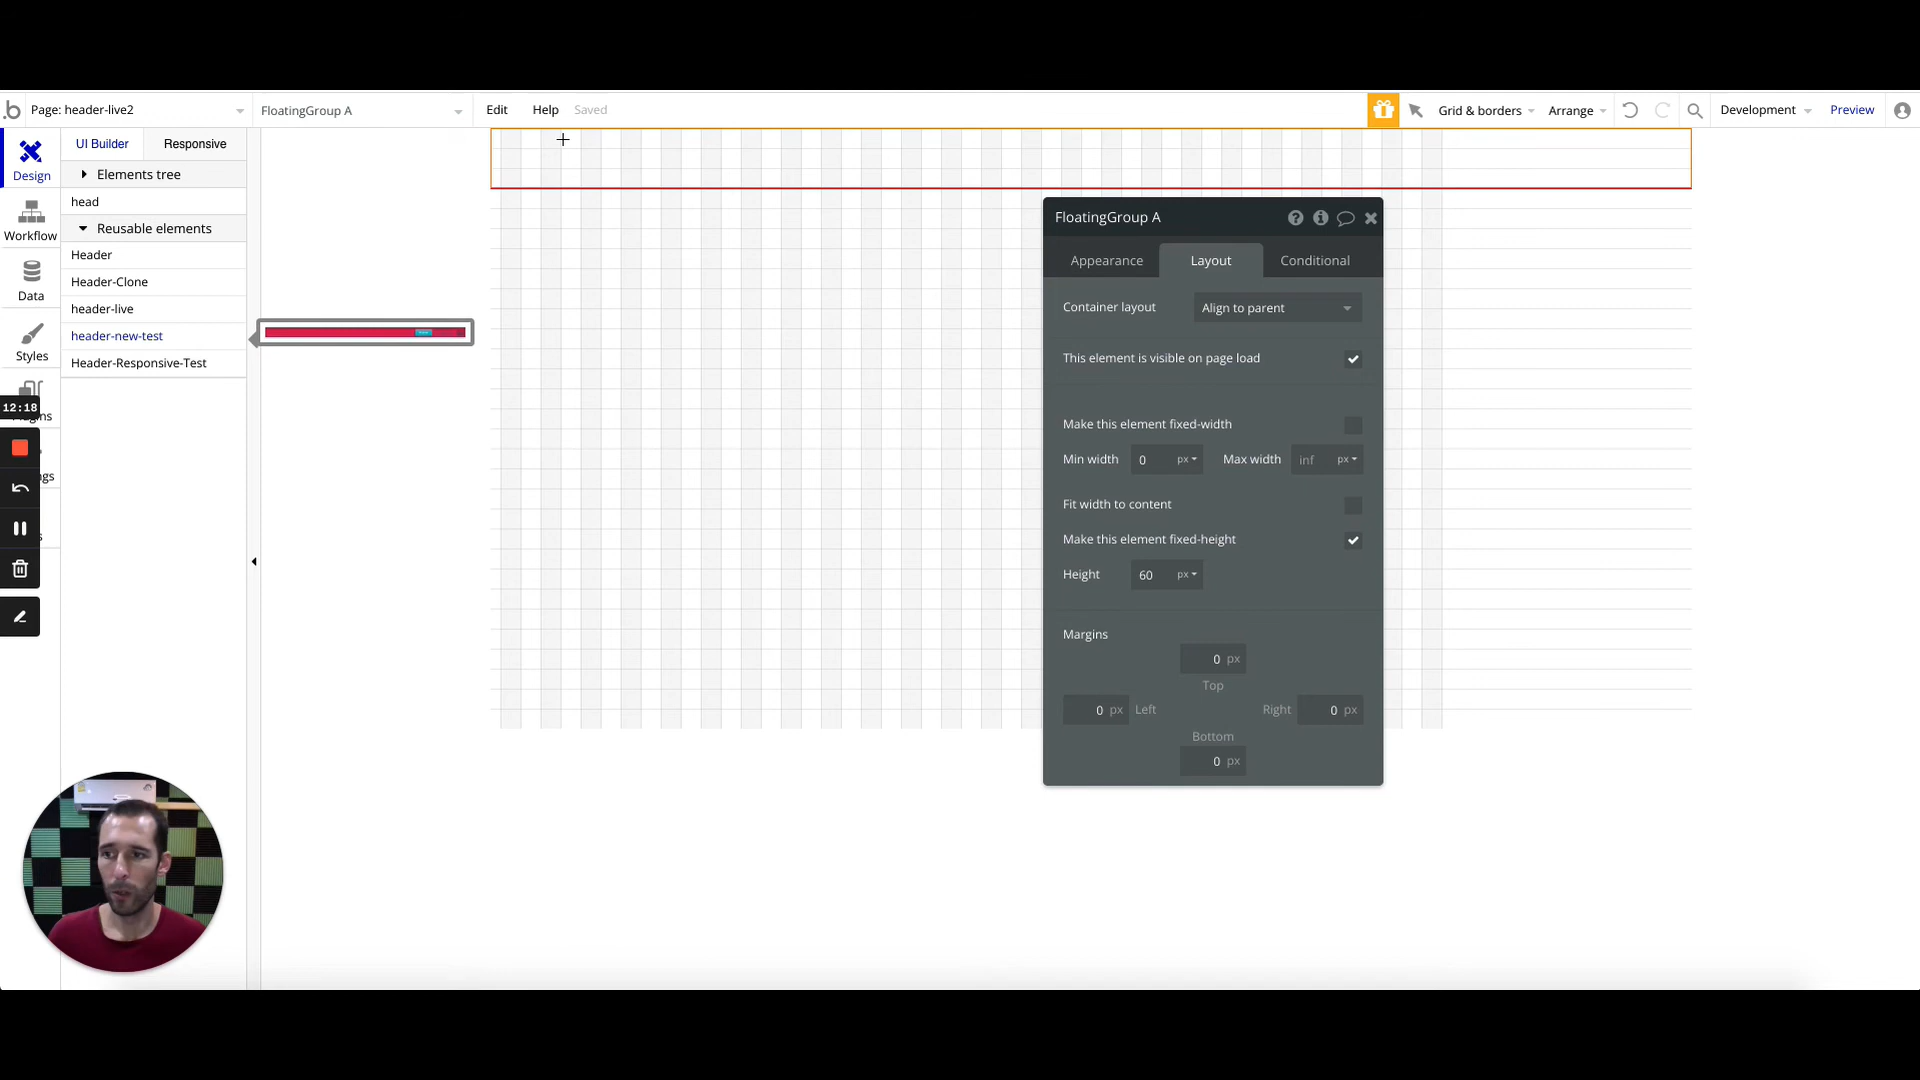 .b Page: header-live2 FloatingGroup A Edit Help Saved Grid & borders Arrange Development Preview
Design
Workflow
Data
Styles
12:18
UI Builder Responsive
Elements tree
head
Reusable elements
Header
Header-Clone
header-live
header-new-test
Header-Responsive-Test
FloatingGroup A
Appearance Layout Conditional
Container layout Align to parent
This element is visible on page load
Make this element fixed-width
Min width 0 px Max width inf px
Fit width to content
Make this element fixed-height
Height 60 px
Margins
0 px
Top
0 px Left Right 0 px
Bottom
0 px